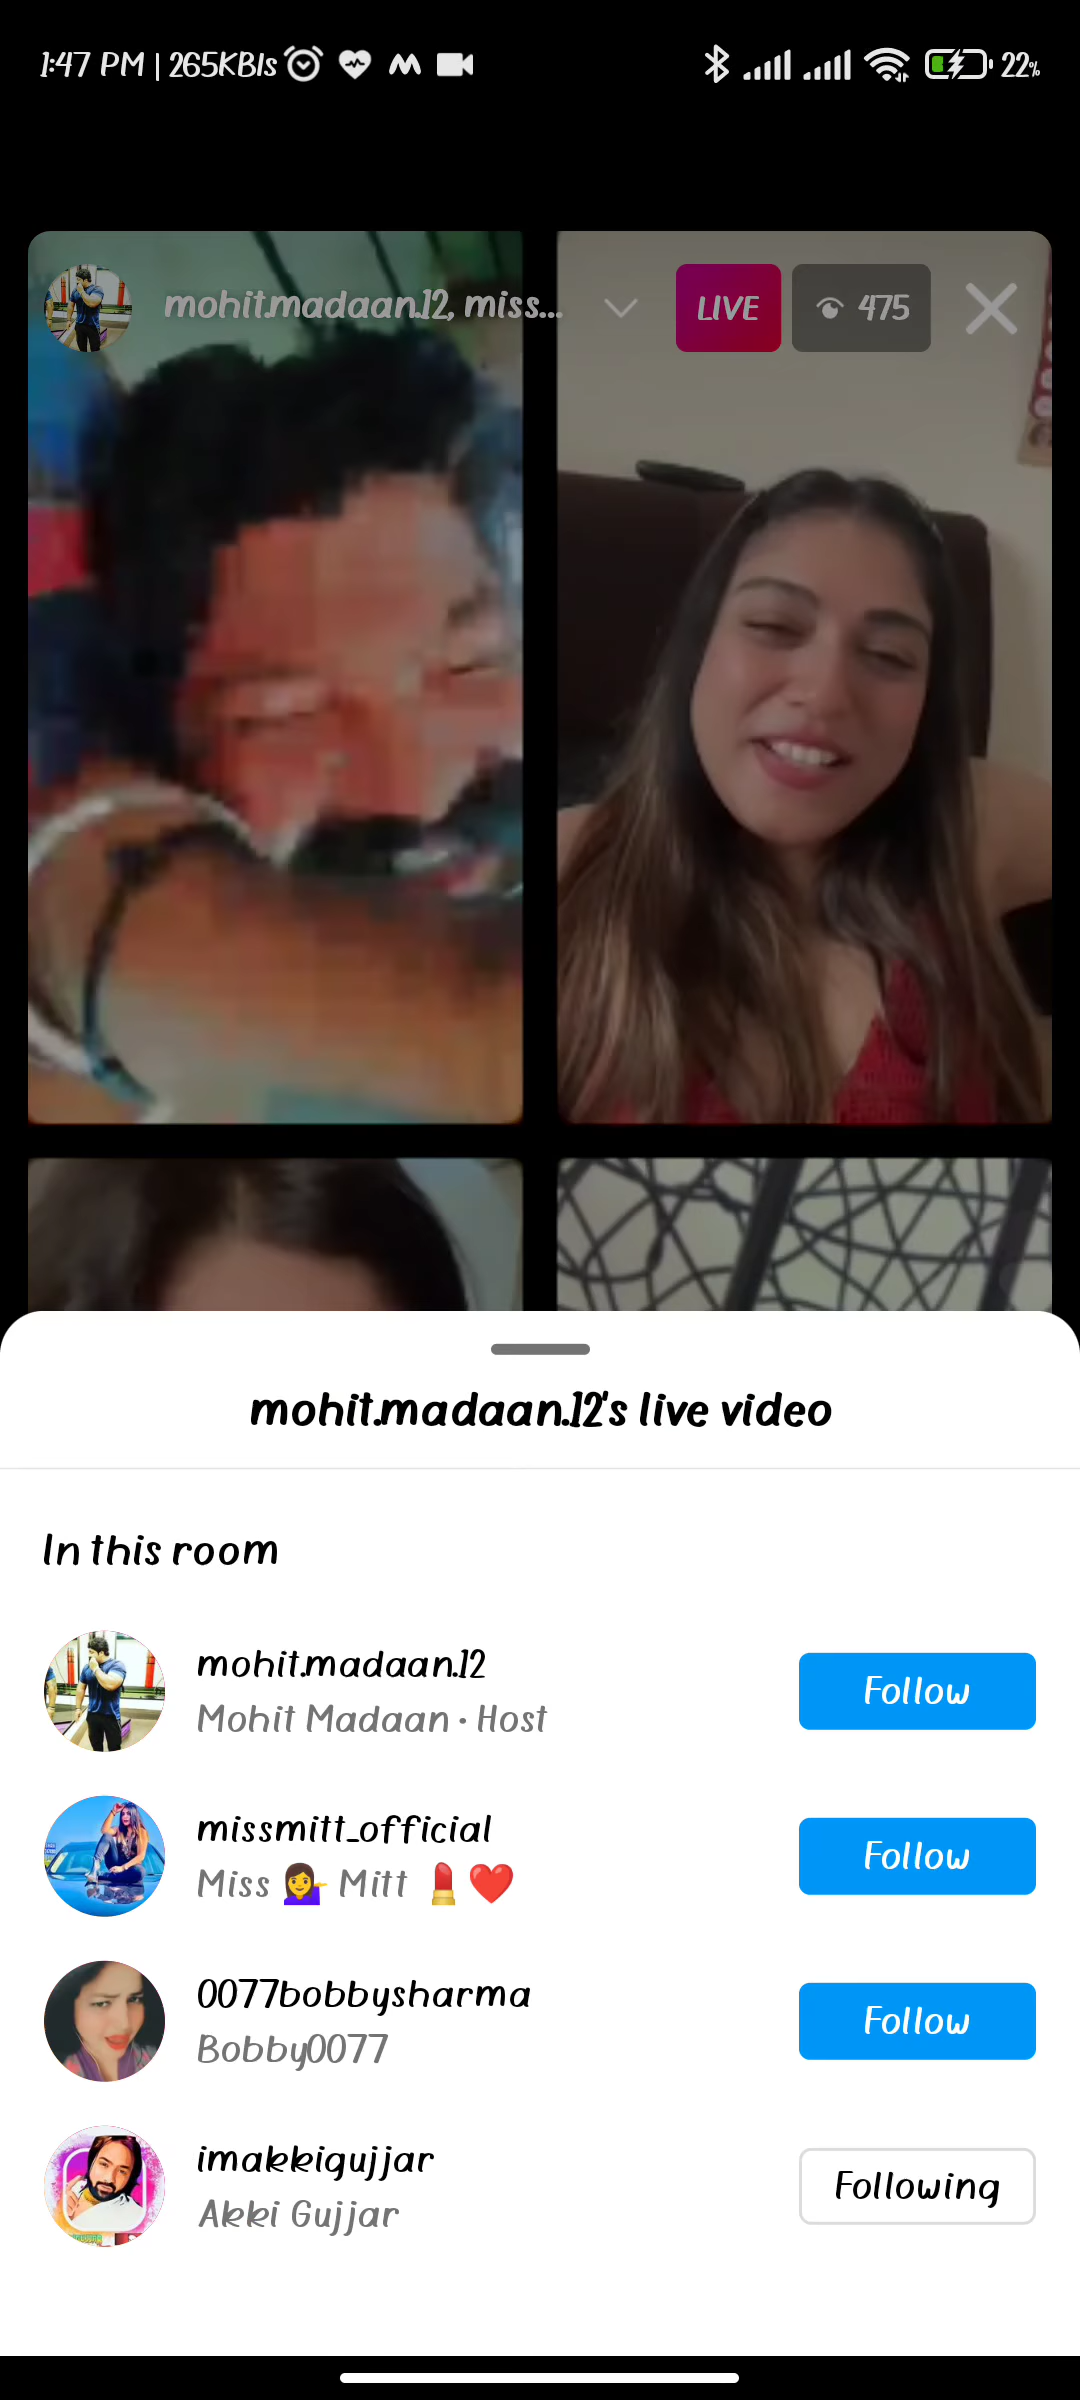 1:47 PM | 265KB/s
22%
mohit.madaan.12, miss...
LIVE
475
mohit.madaan.12's live video
In this room
mohit.madaan.12
Mohit Madaan • Host
Follow
missmitt_official
Miss 💁‍♀️ Mitt 💄❤️
Follow
0077bobbysharma
Bobby0077
Follow
imakkigujjar
Akki Gujjar
Following